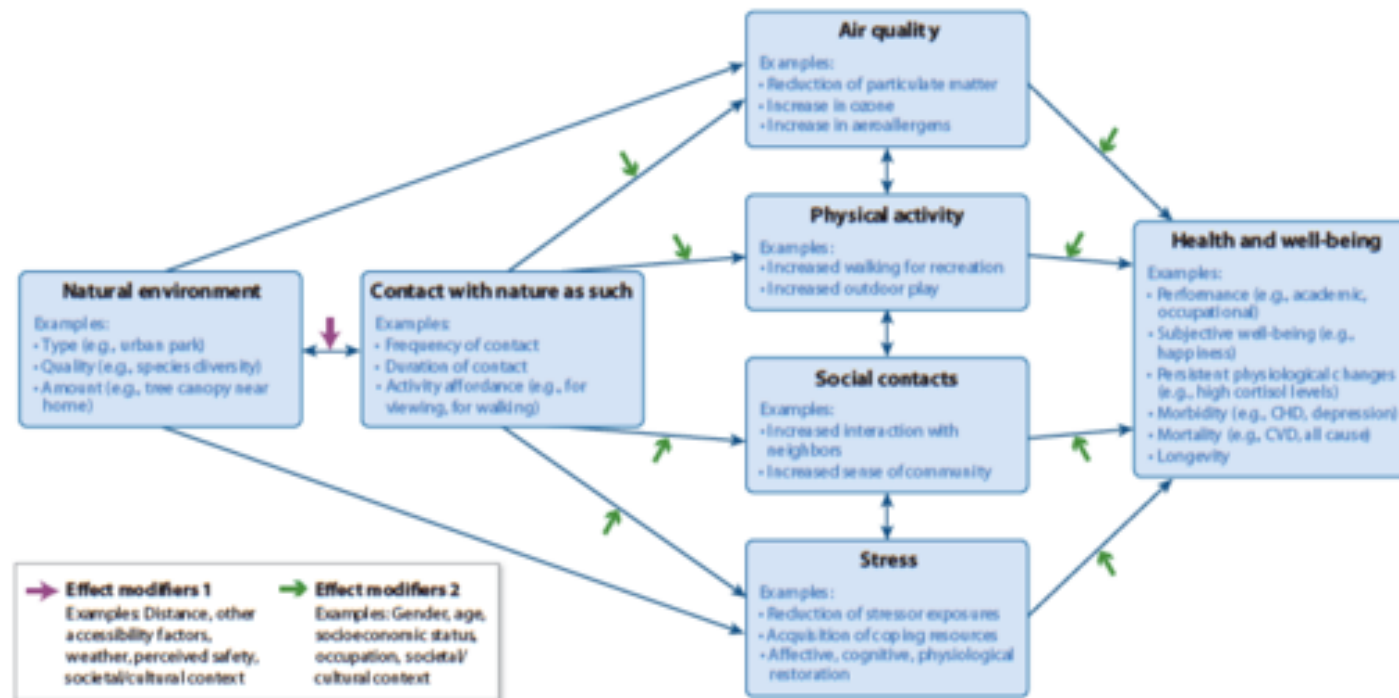 Air quality
Examples:
• Reduction of particulate matter
• Increase in ozone
• Increase in aeroallergens
Physical activity
Examples:
• Increased walking for recreation
• Increased outdoor play
Natural environment
Examples:
• Type (e.g., urban park)
• Quality (e.g., species diversity)
• Amount (e.g., tree canopy near
home)
Contact with nature as such
Examples:
• Frequency of contact
• Duration of contact
• Activity affordance (e.g., for
viewing, for walking)
Social contacts
Examples:
• Increased interaction with
neighbors
• Increased sense of community
Health and well-being
Examples:
• Performance (e.g., academic,
occupational)
• Subjective well-being (e.g.,
happiness)
• Persistent physiological changes
(e.g., high cortisol levels)
• Morbidity (e.g., CHD, depression)
• Mortality (e.g., CVD, all cause)
• Longevity
Stress
Examples:
• Reduction of stressor exposures
• Acquisition of coping resources
• Affective, cognitive, physiological
restoration
Effect modifiers 1
Examples: Distance, other
accessibility factors,
weather, perceived safety,
societal/cultural context
Effect modifiers 2
Examples: Gender, age,
socioeconomic status,
occupation, societal/
cultural context